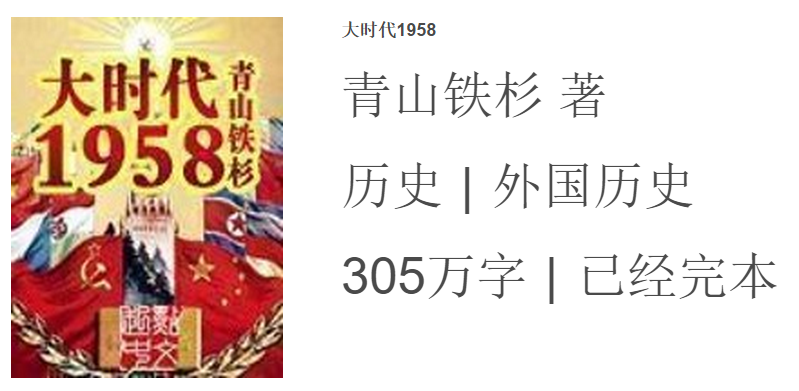 大时代
1958
青山铁杉
大时代1958
青山铁杉 著
历史 | 外国历史
305万字 | 已经完本